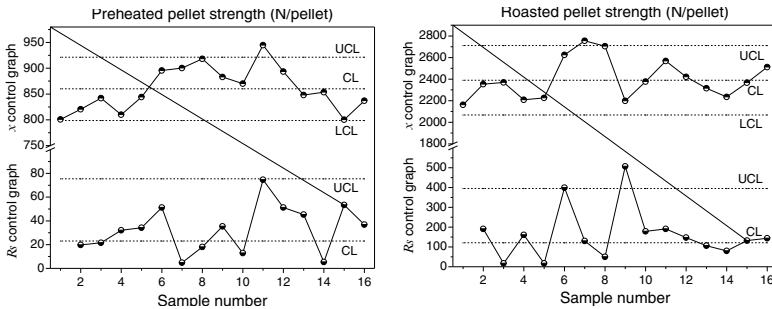 Preheated pellet strength (N/pellet)
x control graph
950
900
850
800
750
UCL
CL
LCL
Rs control graph
80
60
40
20
0
UCL
CL
2 4 6 8 10 12 14 16
Sample number
Roasted pellet strength (N/pellet)
x control graph
2800
2600
2400
2200
2000
1800
UCL
CL
LCL
Rs control graph
500
400
300
200
100
0
UCL
CL
2 4 6 8 10 12 14 16
Sample number